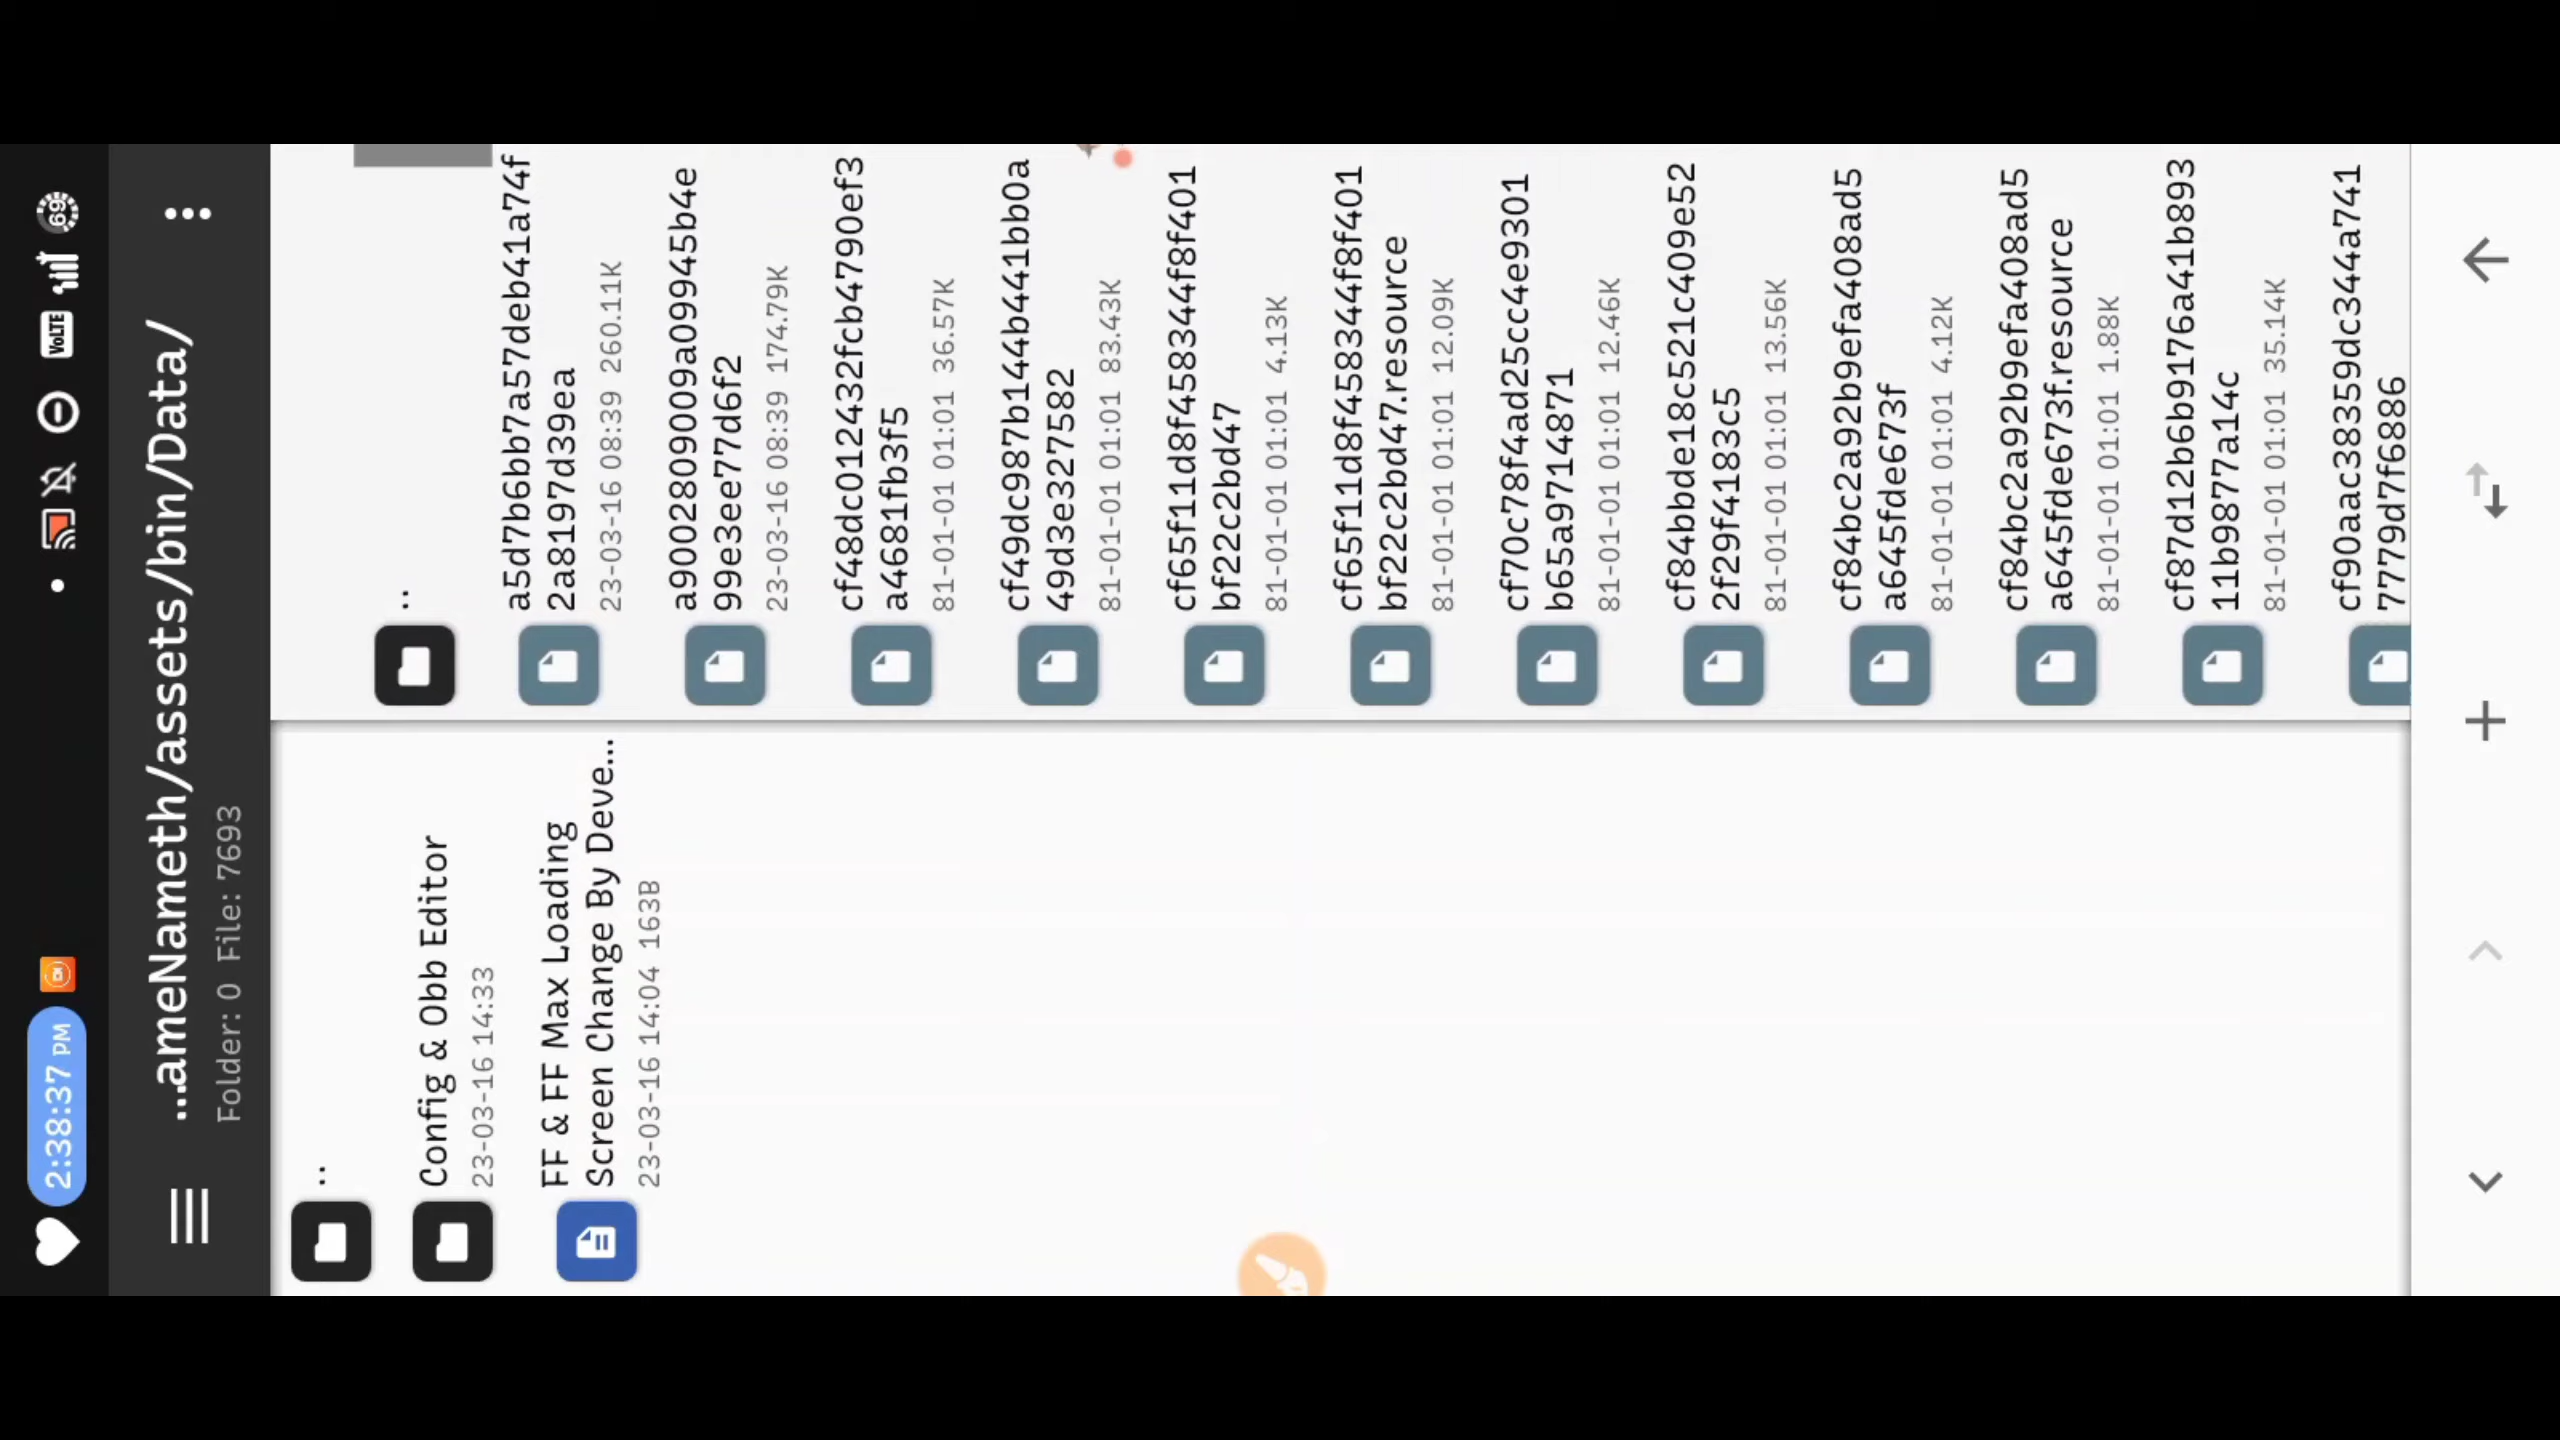 2:38:37 PM
VoLTE
69
...ameNameth/assets/bin/Data/
Folder: 0 File: 7693
..
Config & Obb Editor
23-03-16 14:33
FF & FF Max Loading
Screen Change By Deve...
23-03-16 14:04 163B
..
a5d7b6bb7a57deb41a74f
2a8197d39ea
23-03-16 08:39 260.11K
a9002809009a09945b4e
99e3ee77d6f2
23-03-16 08:39 174.79K
cf48dc012432fcb4790ef3
a4681fb3f5
81-01-01 01:01 36.57K
cf49dc987b144b441bb0a
49d3e327582
81-01-01 01:01 83.43K
cf65f11d8f458344f8f401
bf22c2bd47
81-01-01 01:01 4.13K
cf65f11d8f458344f8f401
bf22c2bd47.resource
81-01-01 01:01 12.09K
cf70c78f4ad25cc4e9301
b65a9714871
81-01-01 01:01 12.46K
cf84bbde18c521c409e52
2f29f4183c5
81-01-01 01:01 13.56K
cf84bc2a92b9efa408ad5
a645fde673f
81-01-01 01:01 4.12K
cf84bc2a92b9efa408ad5
a645fde673f.resource
81-01-01 01:01 1.88K
cf87d12b6b9176a41b893
11b9877a14c
81-01-01 01:01 35.14K
cf90aac38359dc344a741
7779d7f6886